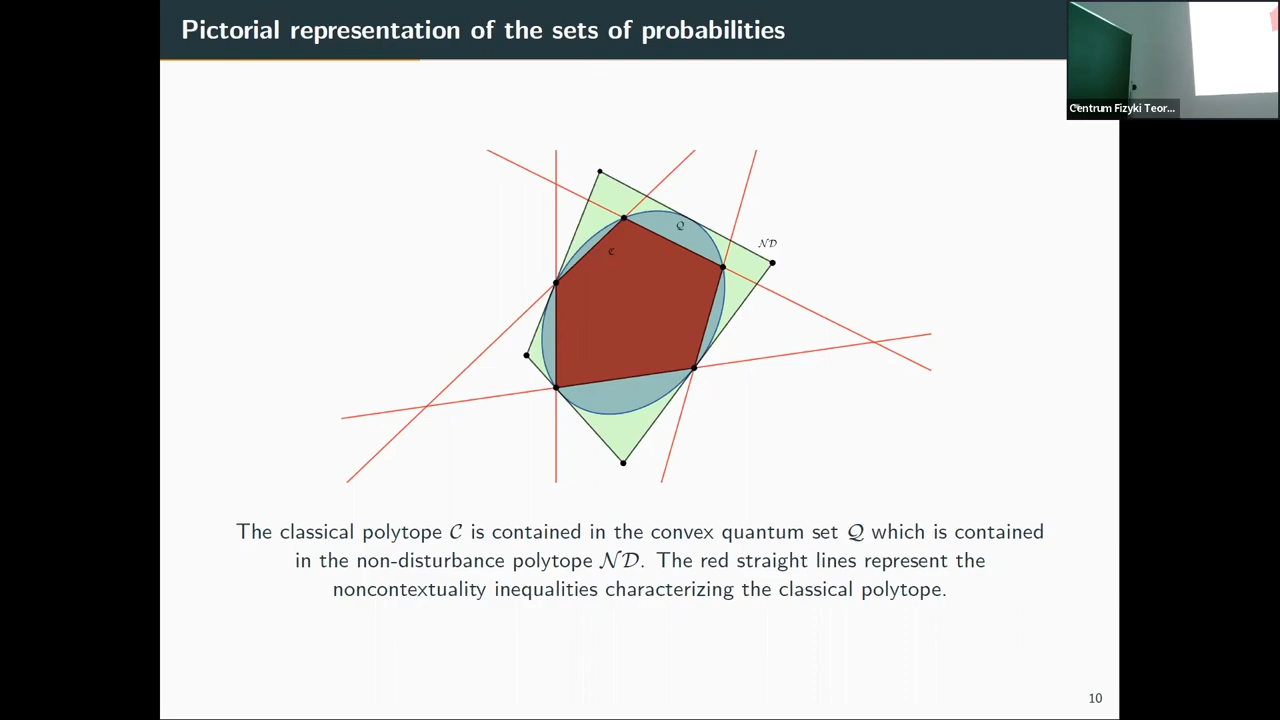 Pictorial representation of the sets of probabilities
Centrum Fizyki Teor...
𝒬
𝒩𝒟
𝒞
The classical polytope 𝒞 is contained in the convex quantum set 𝒬 which is contained
in the non-disturbance polytope 𝒩𝒟. The red straight lines represent the
noncontextuality inequalities characterizing the classical polytope.
10